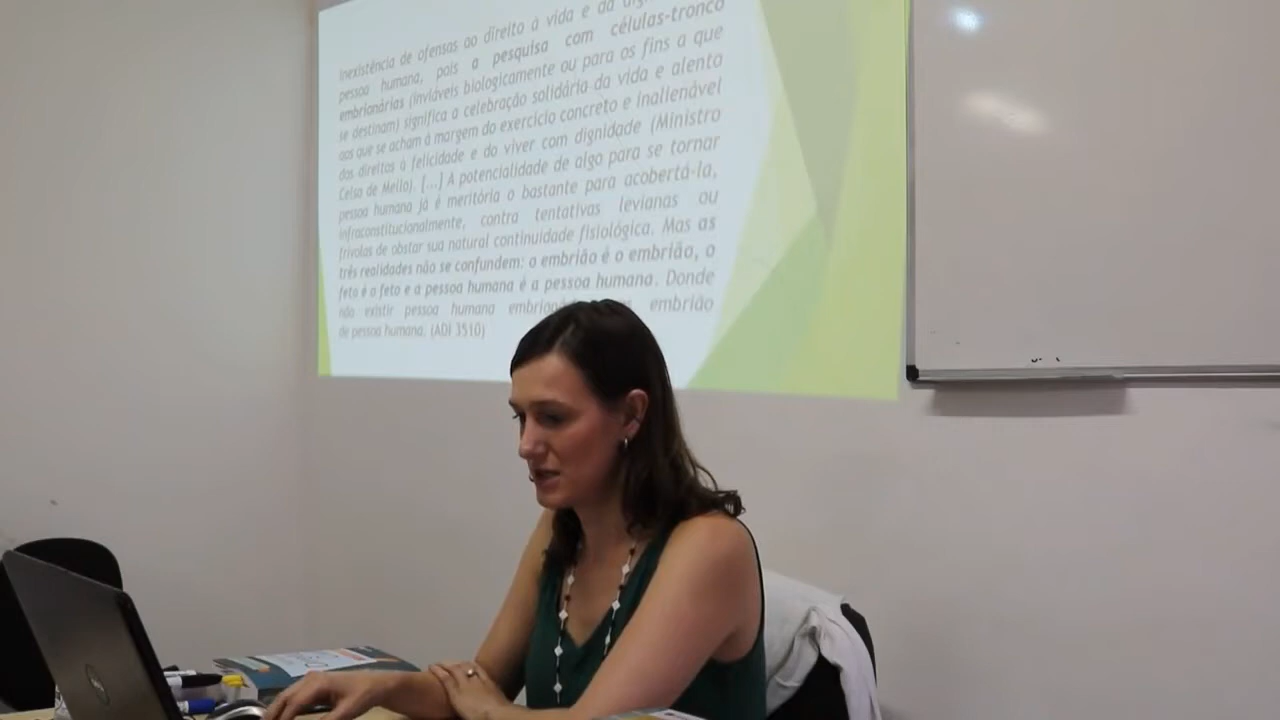 Inexistência de ofensas ao direito à vida e da
pessoa humana, pois a pesquisa com células-tronco
embrionárias (inviáveis biologicamente ou para os fins a que
se destinam) significa a celebração solidária da vida e alento
aos que se acham à margem do exercício concreto e inalienável
dos direitos à felicidade e do viver com dignidade (Ministro
Celso de Mello). [...] A potencialidade de algo para se tornar
pessoa humana já é meritória o bastante para acobertá-la,
infraconstitucionalmente, contra tentativas levianas ou
frívolas de obstar sua natural continuidade fisiológica. Mas as
três realidades não se confundem: o embrião é o embrião, o
feto é o feto e a pessoa humana é a pessoa humana. Donde
não existir pessoa humana embrião
de pessoa humana. (ADI 3510)